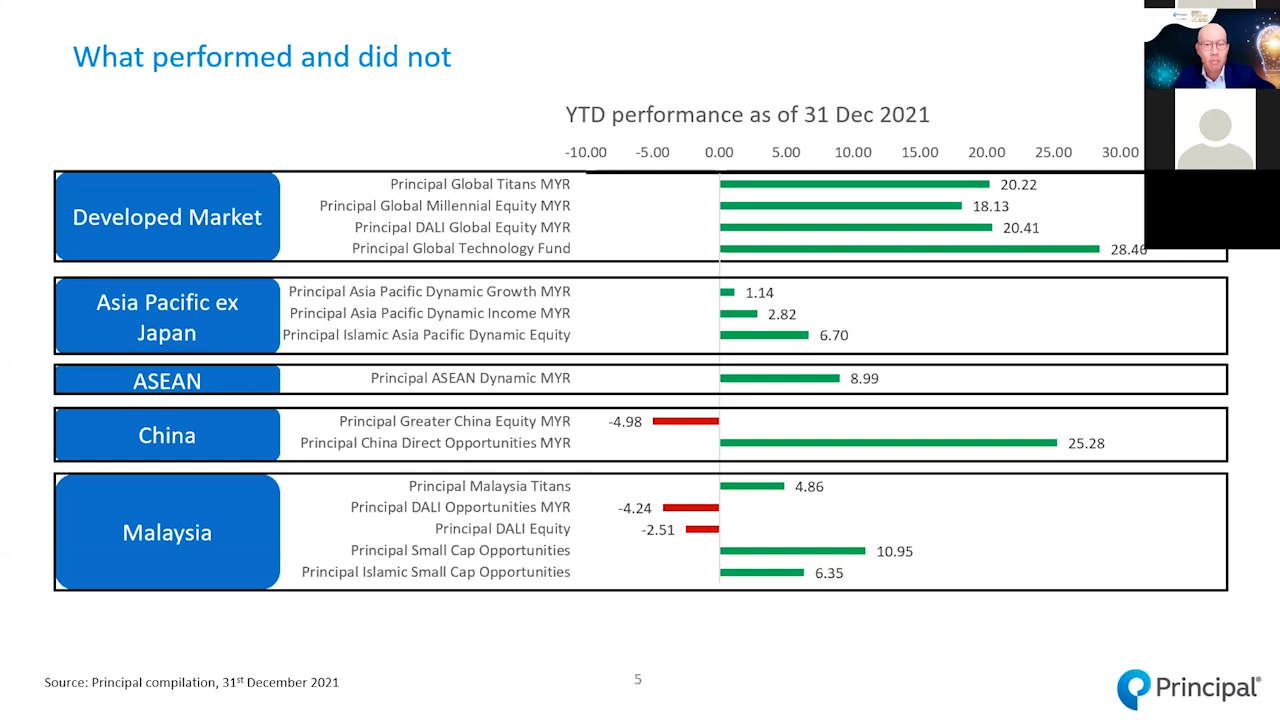 What performed and did not
YTD performance as of 31 Dec 2021
-10.00 -5.00 0.00 5.00 10.00 15.00 20.00 25.00 30.00
Developed Market
Principal Global Titans MYR 20.22
Principal Global Millennial Equity MYR 18.13
Principal DALI Global Equity MYR 20.41
Principal Global Technology Fund 28.46
Asia Pacific ex
Japan
Principal Asia Pacific Dynamic Growth MYR 1.14
Principal Asia Pacific Dynamic Income MYR 2.82
Principal Islamic Asia Pacific Dynamic Equity 6.70
ASEAN
Principal ASEAN Dynamic MYR 8.99
China
Principal Greater China Equity MYR -4.98
Principal China Direct Opportunities MYR 25.28
Malaysia
Principal Malaysia Titans 4.86
Principal DALI Opportunities MYR -4.24
Principal DALI Equity -2.51
Principal Small Cap Opportunities 10.95
Principal Islamic Small Cap Opportunities 6.35
Source: Principal compilation, 31st December 2021
5
Principal®